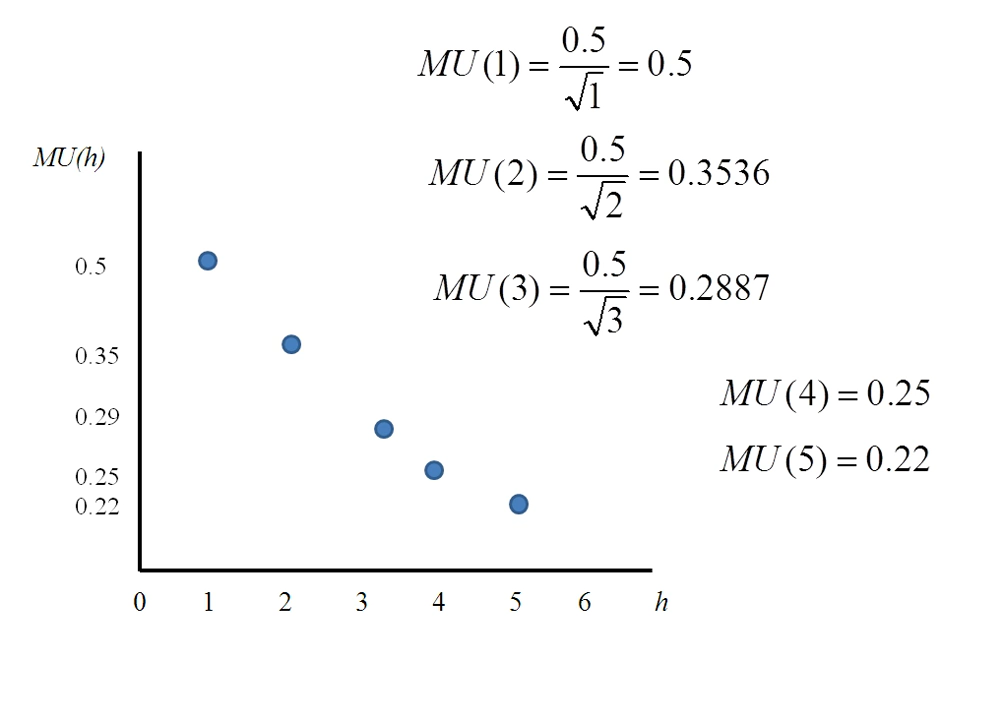 MU(1) = 0.5/√1 = 0.5
MU(h)
MU(2) = 0.5/√2 = 0.3536
0.5
MU(3) = 0.5/√3 = 0.2887
0.35
MU(4) = 0.25
0.29
MU(5) = 0.22
0.25
0.22
0 1 2 3 4 5 6 h